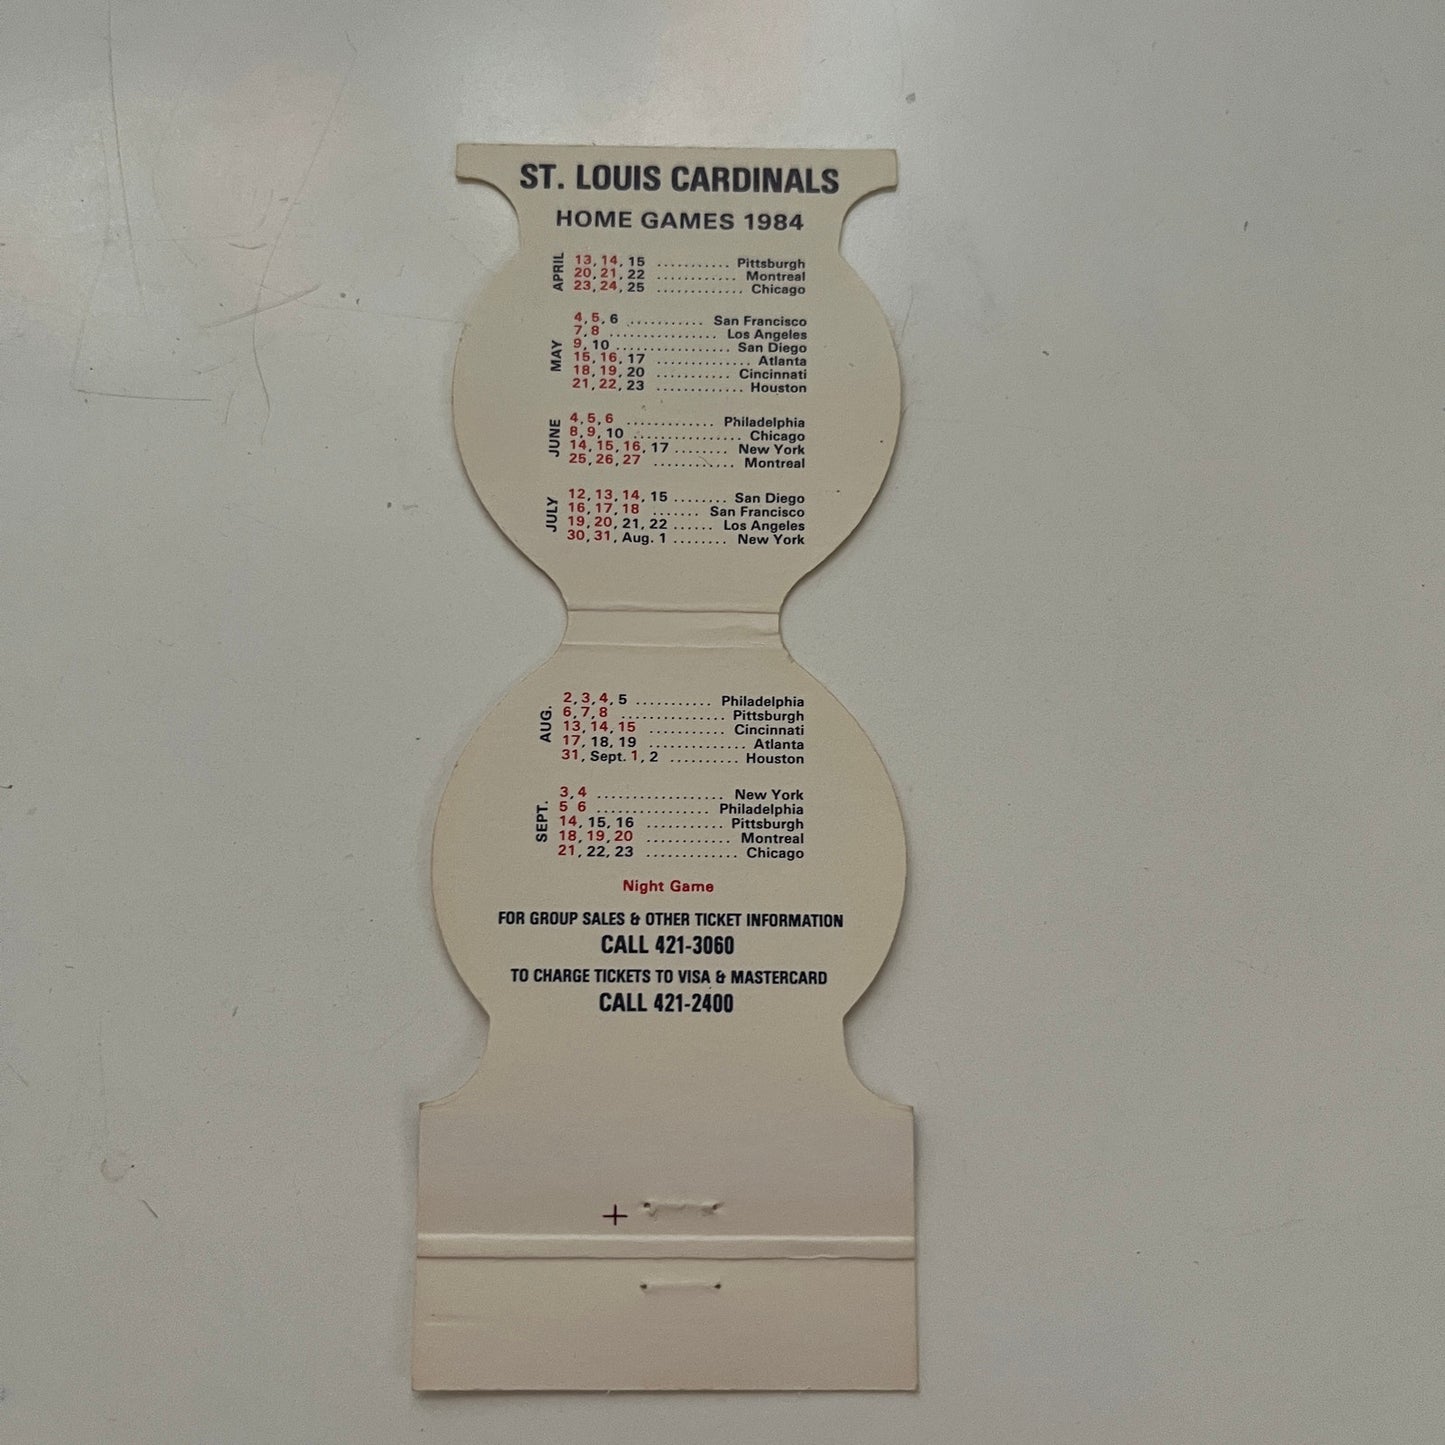 ST. LOUIS CARDINALS
HOME GAMES 1984
APRIL
13, 14, 15 ........... Pittsburgh
20, 21, 22 ............ Montreal
23, 24, 25 ............. Chicago
MAY
4, 5, 6 ........... San Francisco
7, 8 ................ Los Angeles
9, 10 ................. San Diego
15, 16, 17 .............. Atlanta
18, 19, 20 ........... Cincinnati
21, 22, 23 ............. Houston
JUNE
4, 5, 6 ............. Philadelphia
8, 9, 10 ................ Chicago
14, 15, 16, 17 ........ New York
25, 26, 27 ............ Montreal
JULY
12, 13, 14, 15 ........ San Diego
16, 17, 18 ....... San Francisco
19, 20, 21, 22 ...... Los Angeles
30, 31, Aug. 1 ........ New York
AUG.
2, 3, 4, 5 ........... Philadelphia
6, 7, 8 ................ Pittsburgh
13, 14, 15 ........... Cincinnati
17, 18, 19 .............. Atlanta
31, Sept. 1, 2 .......... Houston
SEPT.
3, 4 ................... New York
5 6 ................. Philadelphia
14, 15, 16 ............ Pittsburgh
18, 19, 20 ............. Montreal
21, 22, 23 .............. Chicago
Night Game
FOR GROUP SALES & OTHER TICKET INFORMATION
CALL 421-3060
TO CHARGE TICKETS TO VISA & MASTERCARD
CALL 421-2400